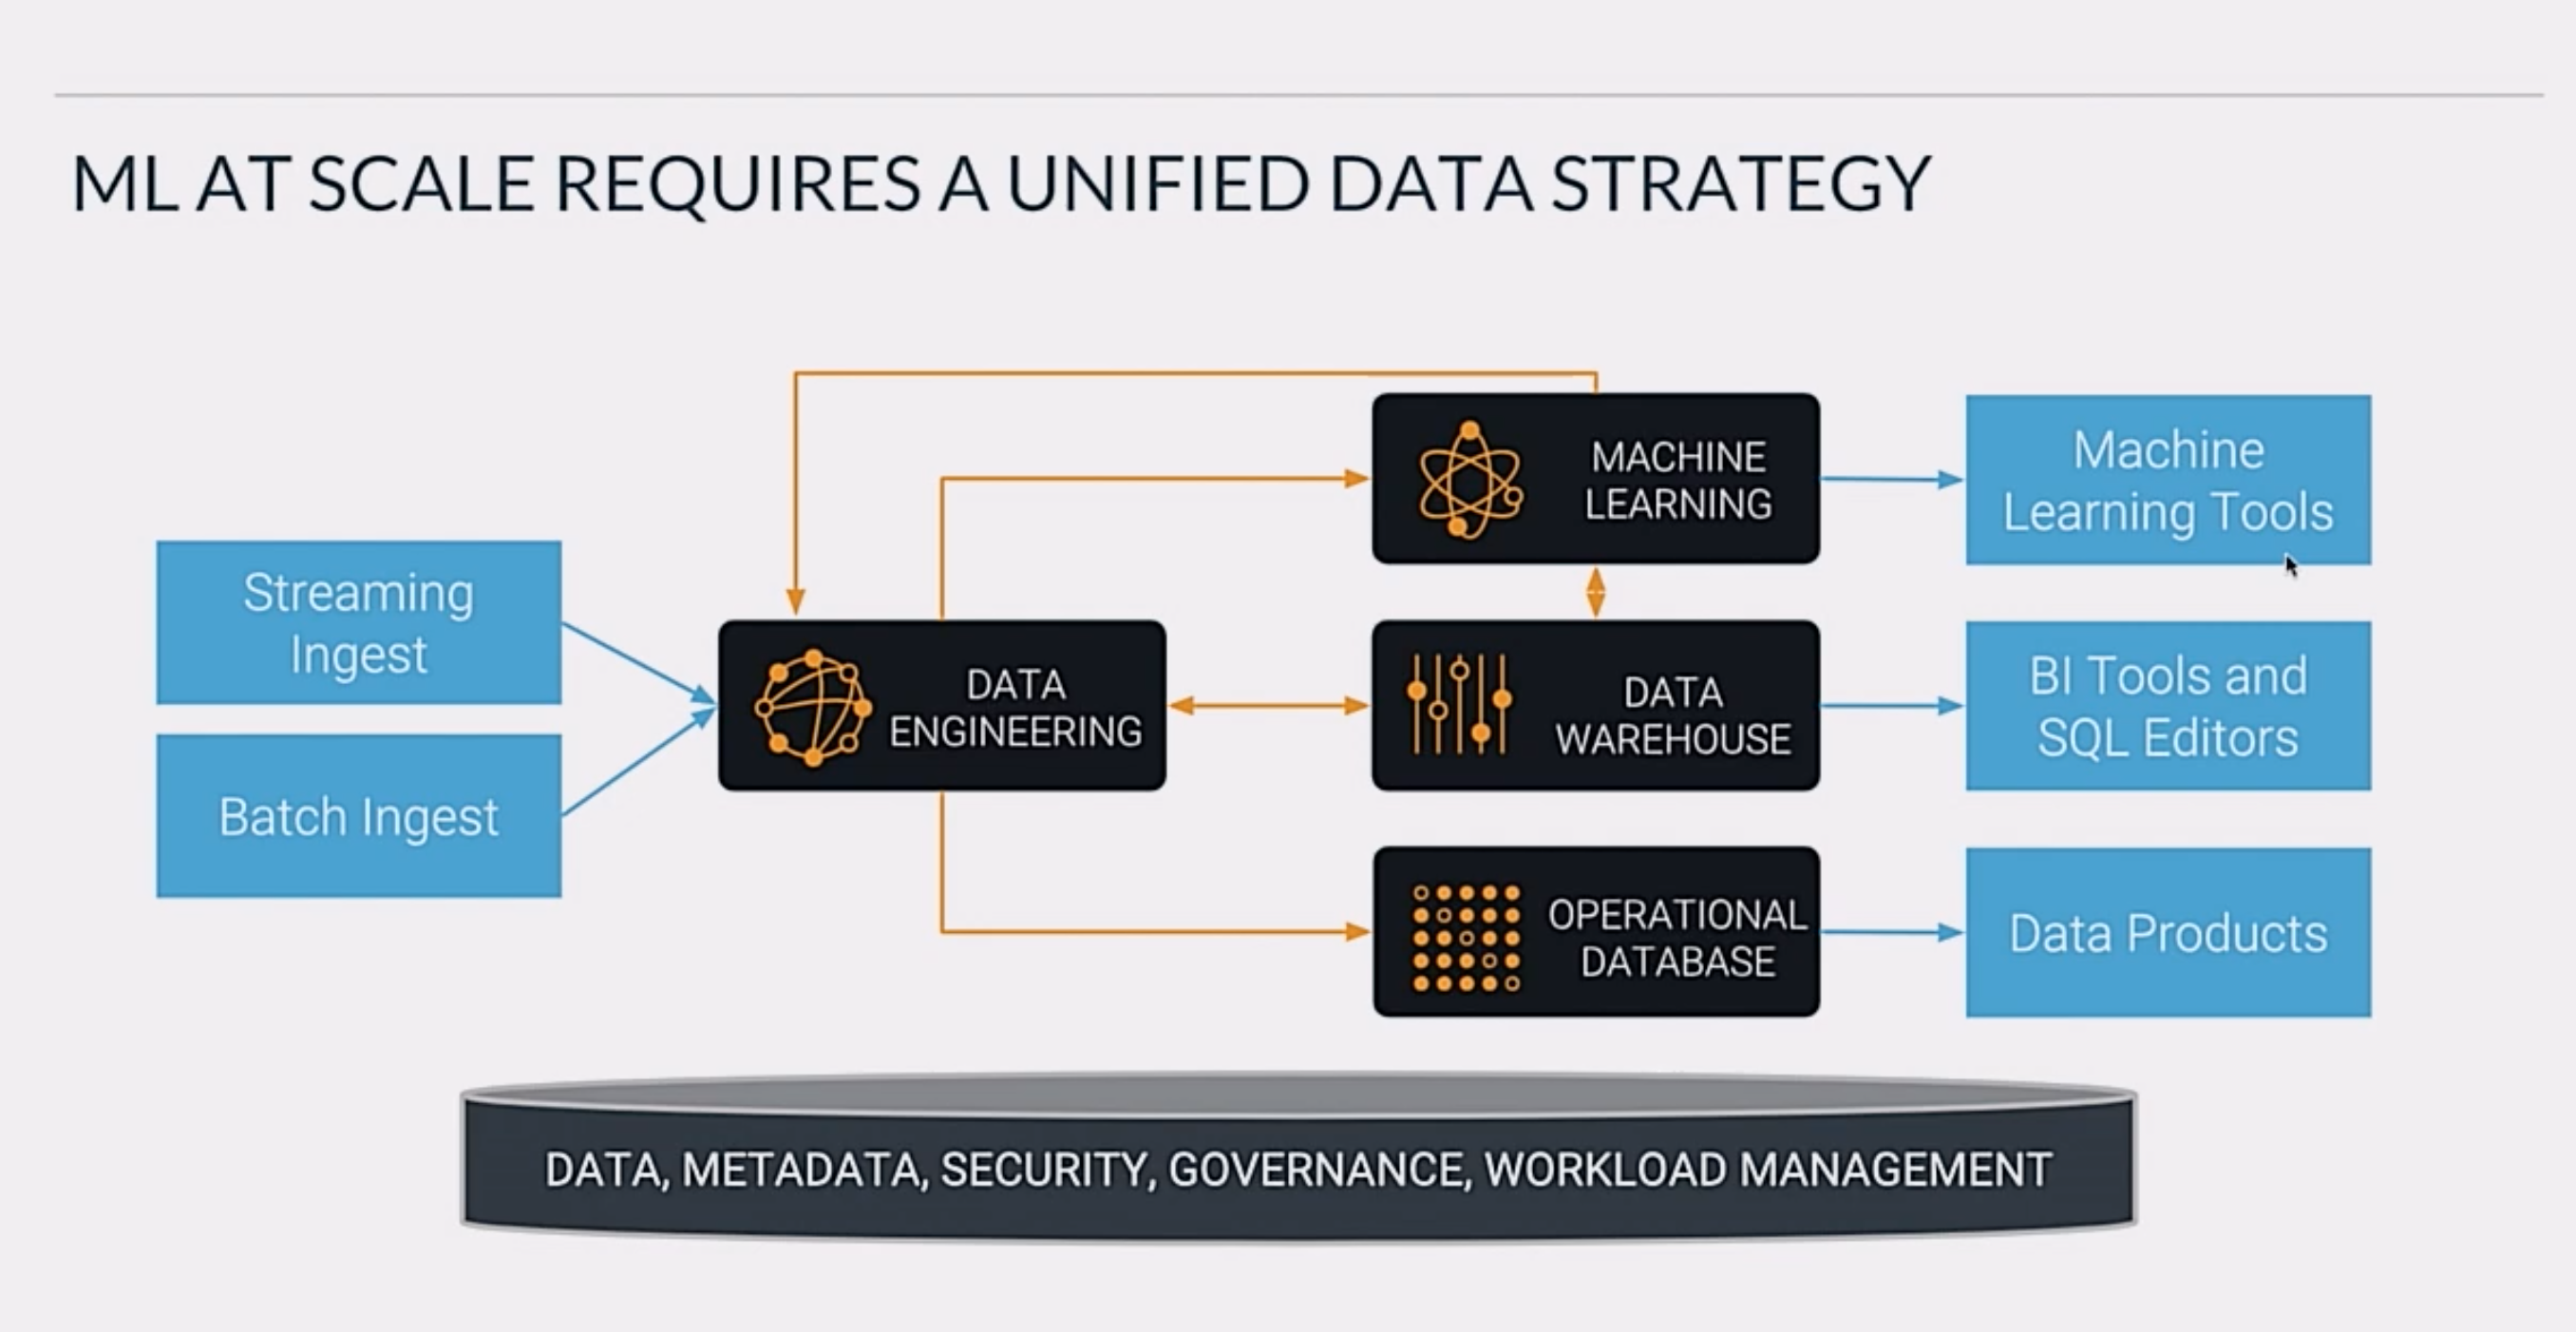 ML AT SCALE REQUIRES A UNIFIED DATA STRATEGY
Streaming
Ingest
Batch Ingest
DATA
ENGINEERING
MACHINE
LEARNING
DATA
WAREHOUSE
OPERATIONAL
DATABASE
Machine
Learning Tools
BI Tools and
SQL Editors
Data Products
DATA, METADATA, SECURITY, GOVERNANCE, WORKLOAD MANAGEMENT